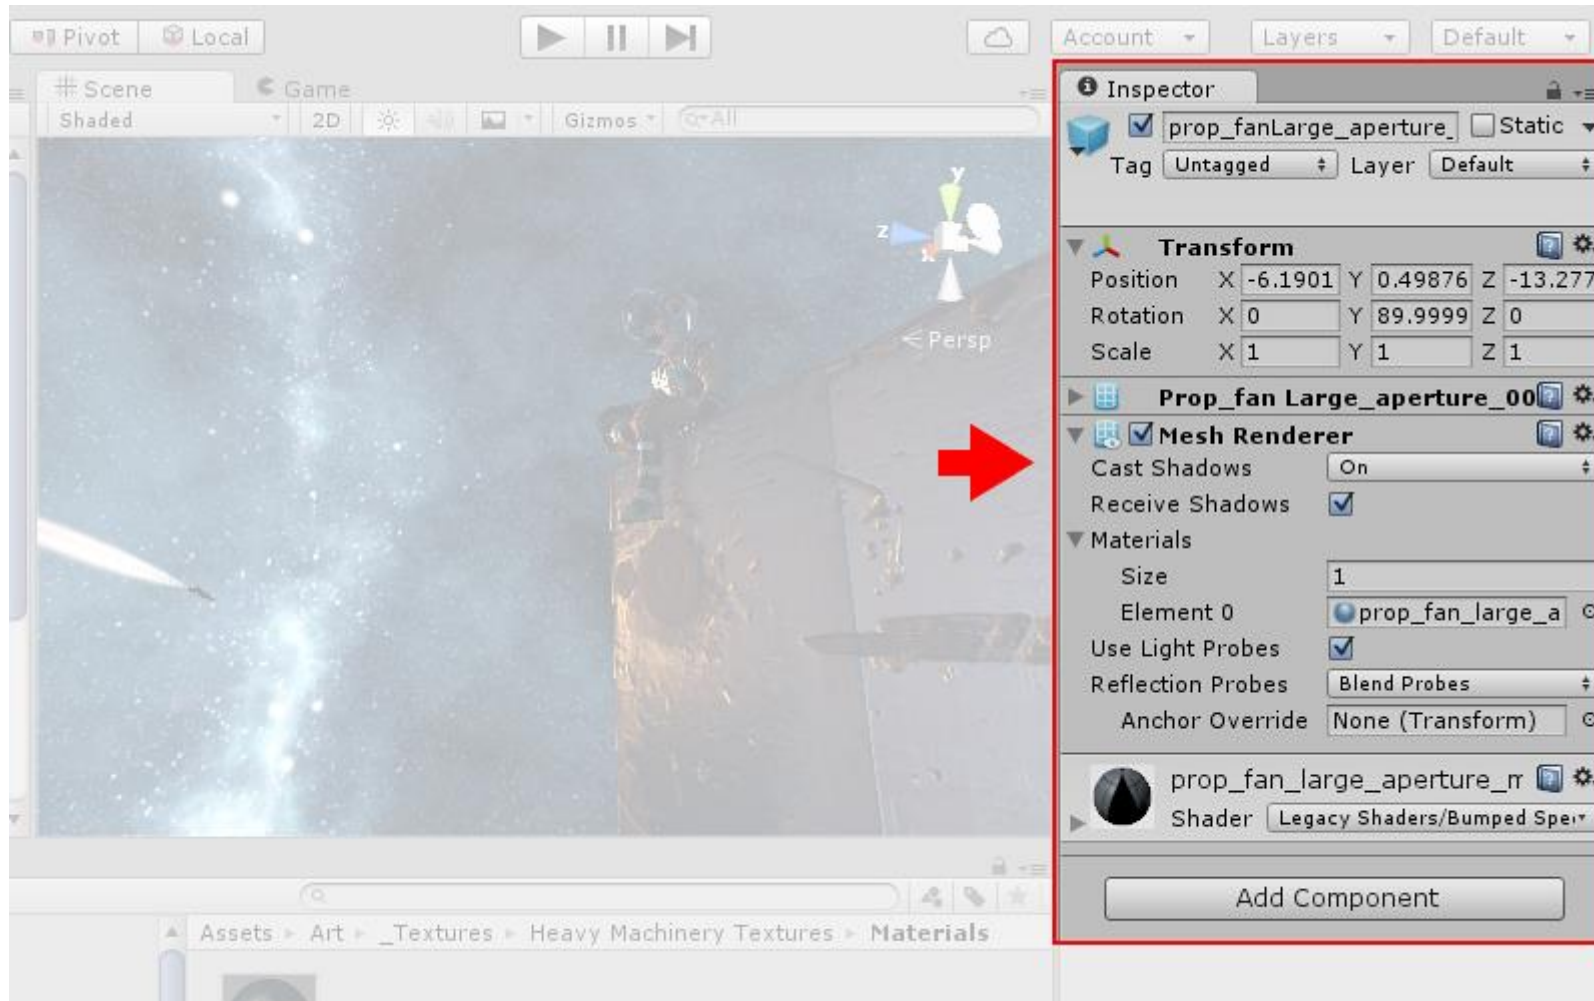 Pivot Local
Account Layers Default
Scene Game
Shaded 2D Gizmos All
y
z
x
Persp
Assets Art _Textures Heavy Machinery Textures Materials
Inspector
prop_fanLarge_aperture_ Static
Tag Untagged Layer Default
Transform
Position X -6.1901 Y 0.49876 Z -13.277
Rotation X 0 Y 89.9999 Z 0
Scale X 1 Y 1 Z 1
Prop_fan Large_aperture_00
Mesh Renderer
Cast Shadows On
Receive Shadows
Materials
Size 1
Element 0 prop_fan_large_a
Use Light Probes
Reflection Probes Blend Probes
Anchor Override None (Transform)
prop_fan_large_aperture_m
Shader Legacy Shaders/Bumped Spe
Add Component